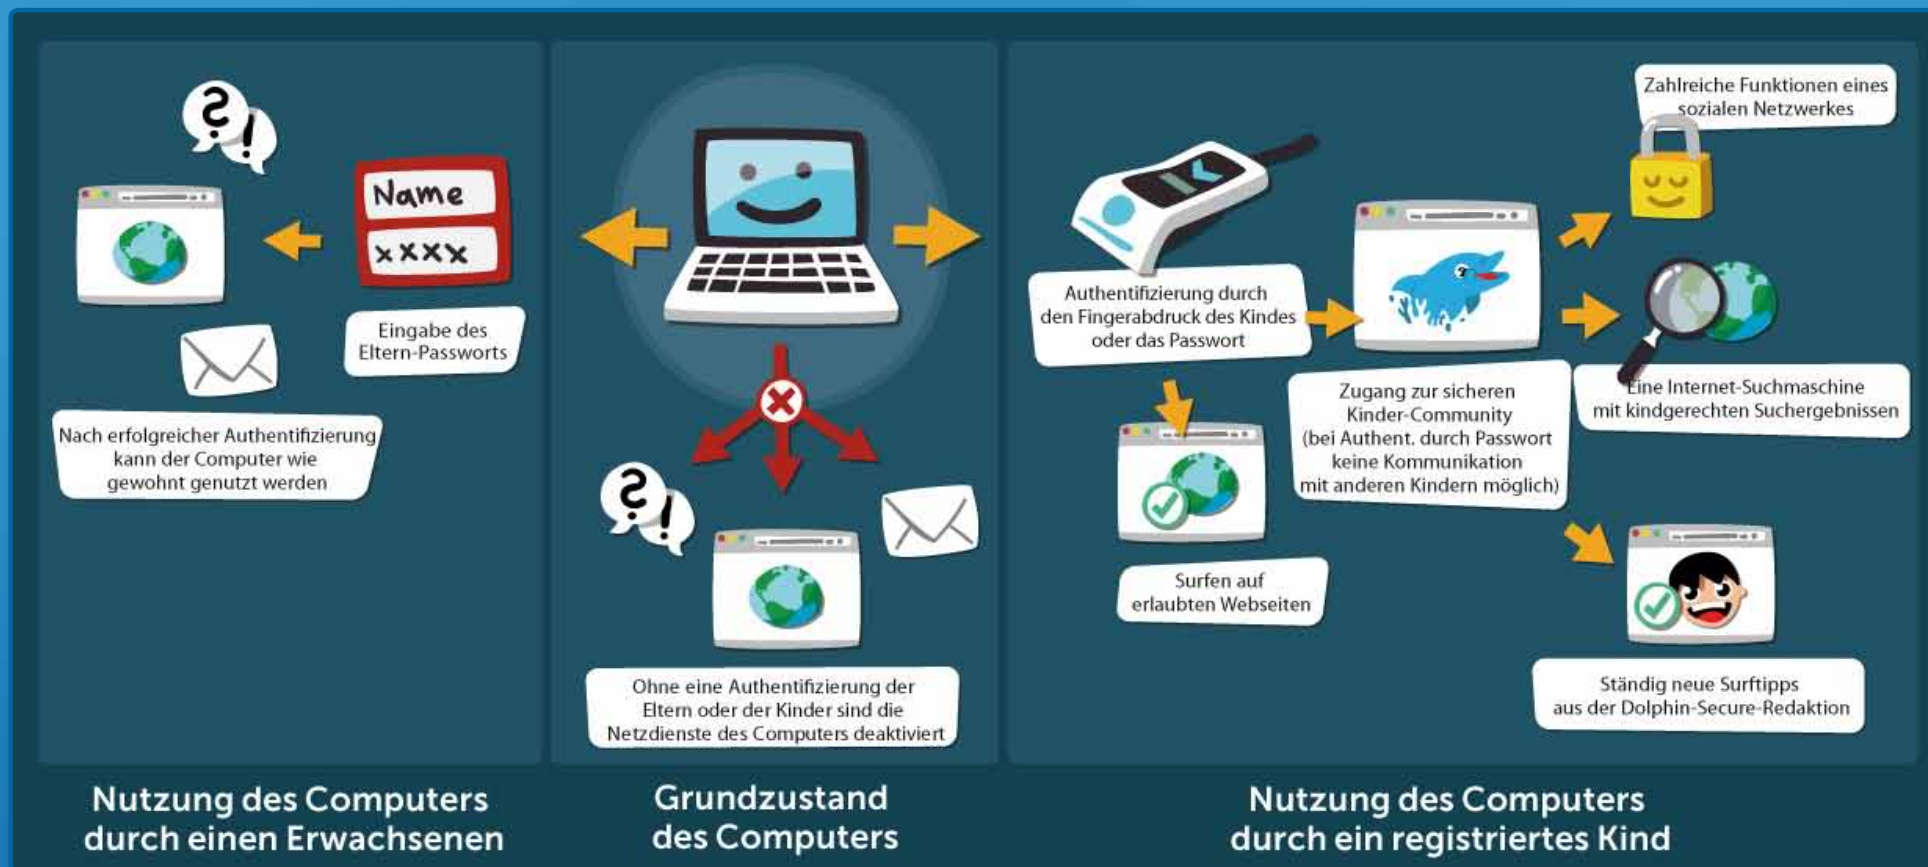 Name
xxxx
Eingabe des
Eltern-Passworts
Nach erfolgreicher Authentifizierung
kann der Computer wie
gewohnt genutzt werden
Nutzung des Computers
durch einen Erwachsenen
Ohne eine Authentifizierung der
Eltern oder der Kinder sind die
Netzdienste des Computers deaktiviert
Grundzustand
des Computers
Zahlreiche Funktionen eines
sozialen Netzwerkes
Authentifizierung durch
den Fingerabdruck des Kindes
oder das Passwort
Zugang zur sicheren
Kinder-Community
(bei Authent. durch Passwort
keine Kommunikation
mit anderen Kindern möglich)
Eine Internet-Suchmaschine
mit kindgerechten Suchergebnissen
Surfen auf
erlaubten Webseiten
Ständig neue Surftipps
aus der Dolphin-Secure-Redaktion
Nutzung des Computers
durch ein registriertes Kind